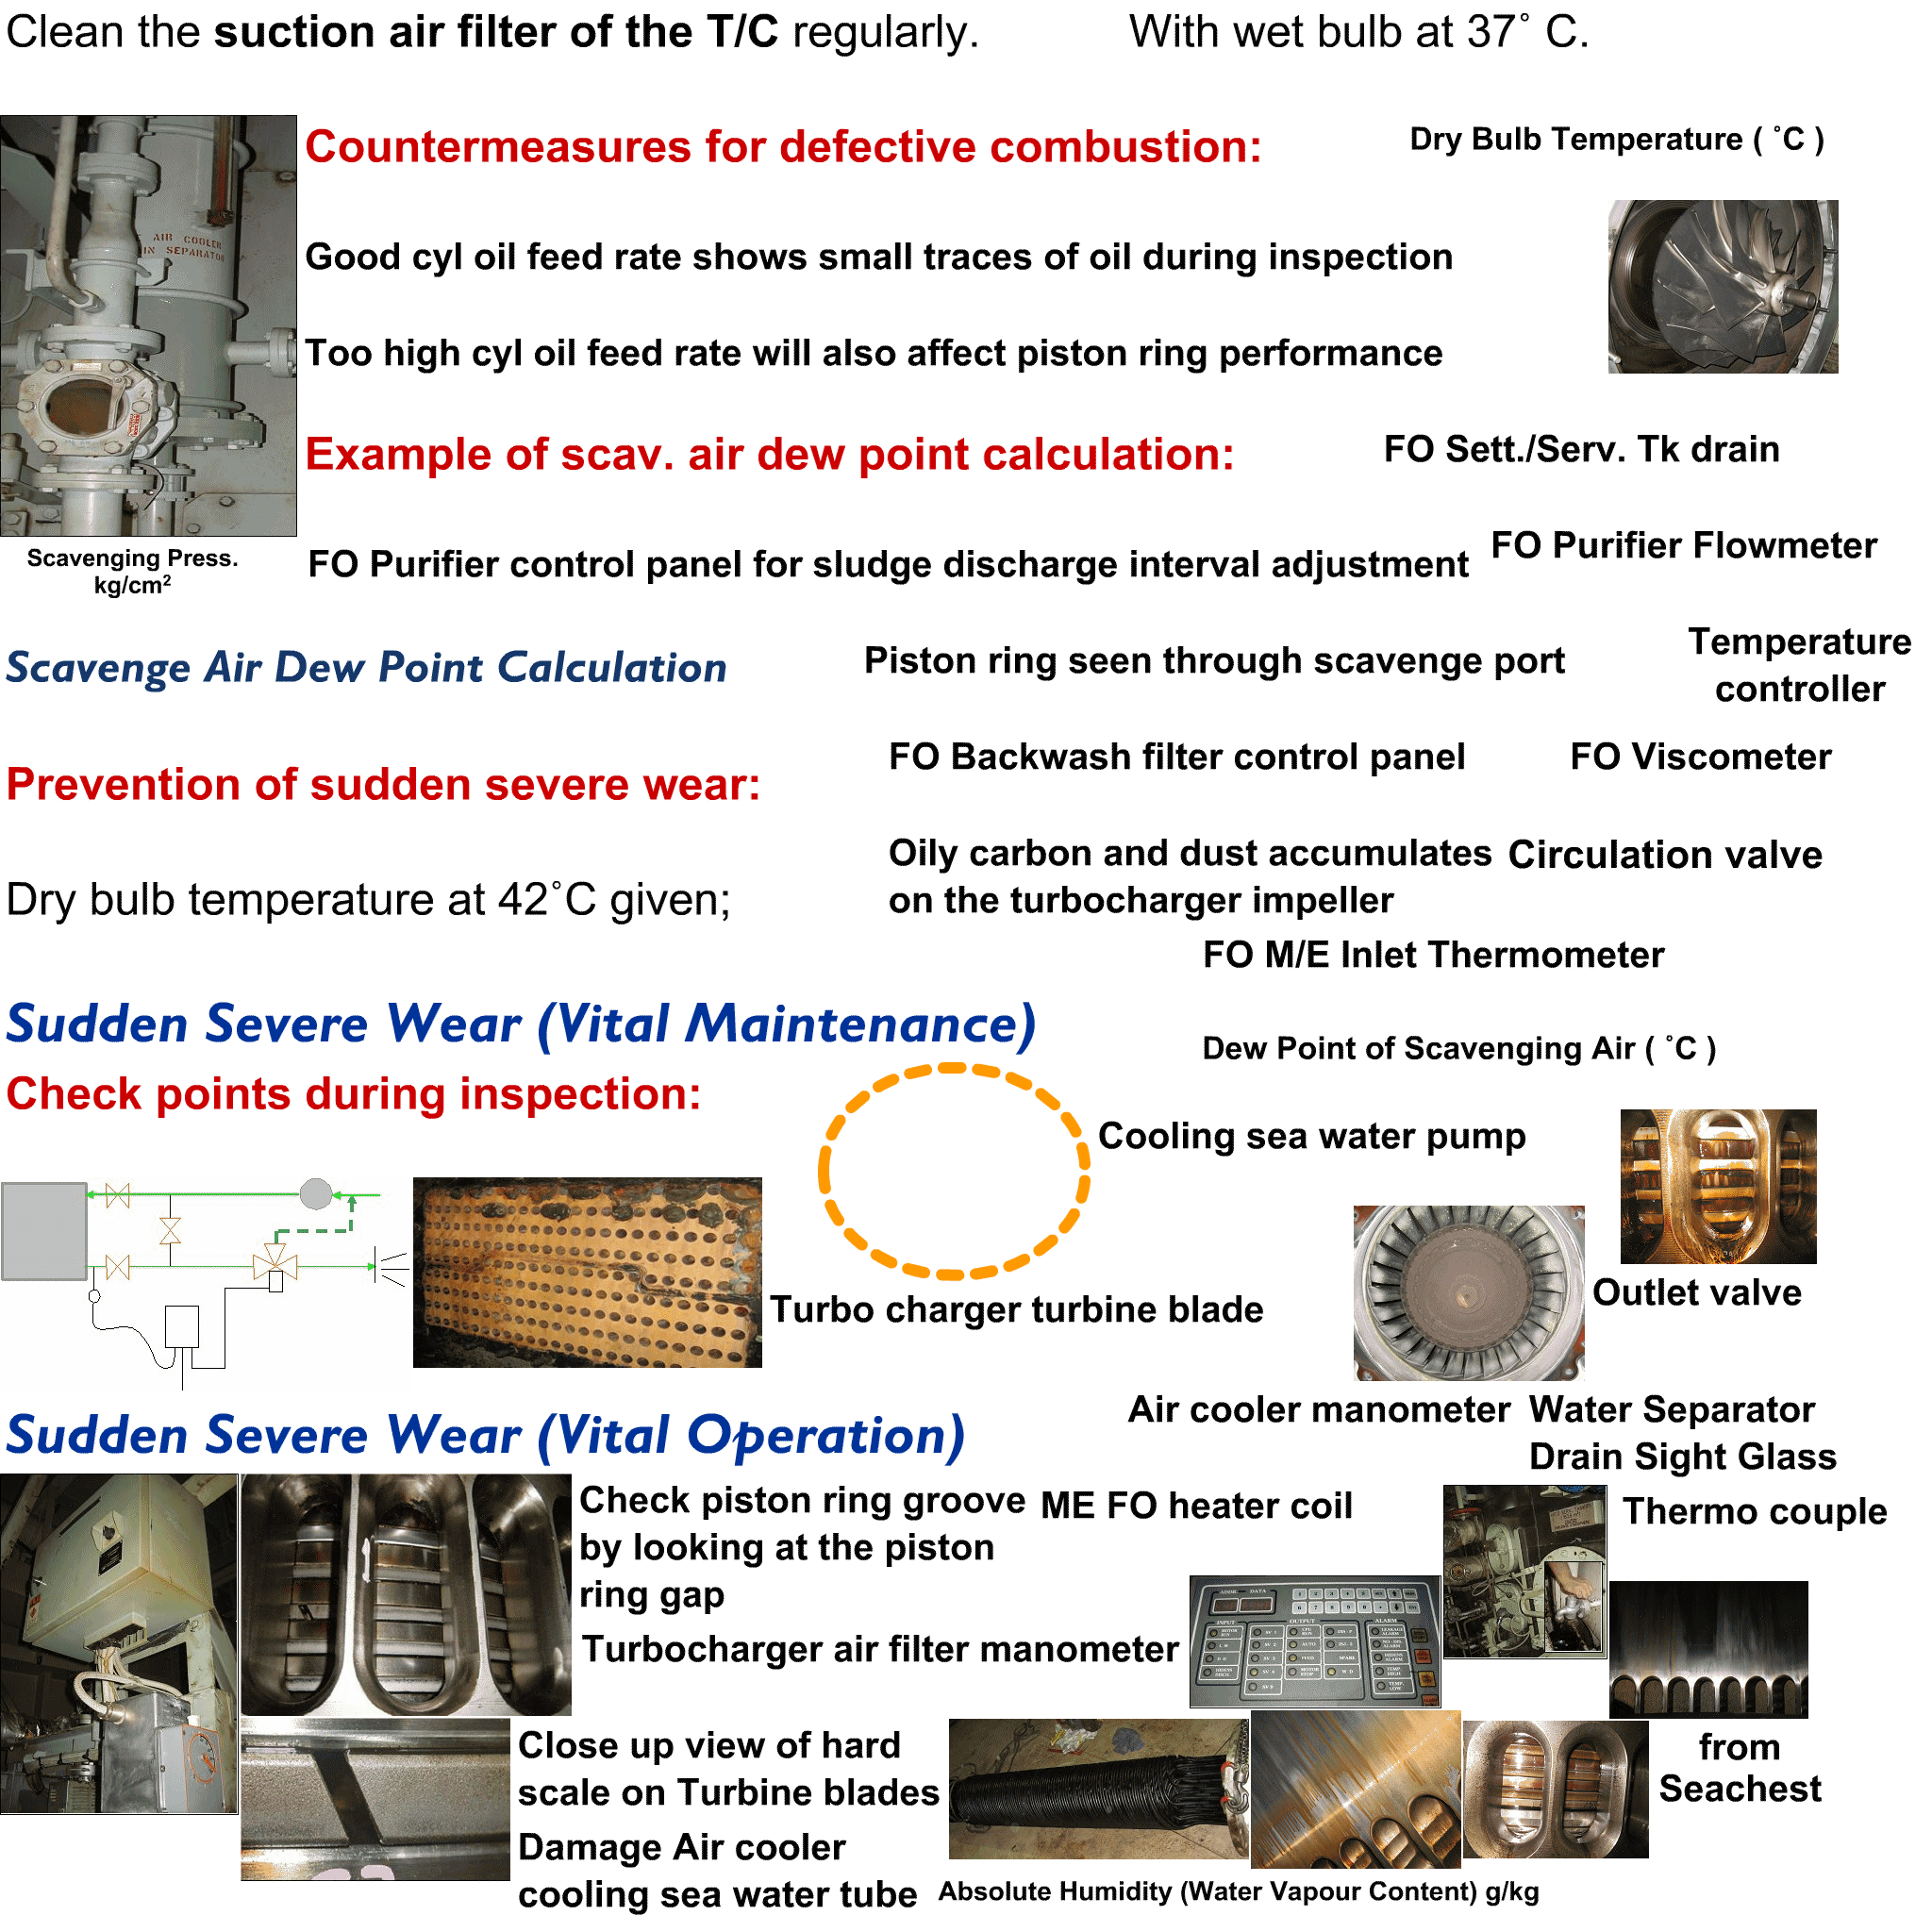 Clean the suction air filter of the T/C regularly.
With wet bulb at 37˚ C.
Countermeasures for defective combustion:
Dry Bulb Temperature ( ˚C )
AIR COOLER
IN SEPARATOR
Good cyl oil feed rate shows small traces of oil during inspection
Too high cyl oil feed rate will also affect piston ring performance
Example of scav. air dew point calculation:
FO Sett./Serv. Tk drain
Scavenging Press.
kg/cm²
FO Purifier control panel for sludge discharge interval adjustment
FO Purifier Flowmeter
Scavenge Air Dew Point Calculation
Piston ring seen through scavenge port
Temperature
controller
Prevention of sudden severe wear:
FO Backwash filter control panel
FO Viscometer
Oily carbon and dust accumulates
on the turbocharger impeller
Circulation valve
Dry bulb temperature at 42˚C given;
FO M/E Inlet Thermometer
Sudden Severe Wear (Vital Maintenance)
Dew Point of Scavenging Air ( ˚C )
Check points during inspection:
Cooling sea water pump
Turbo charger turbine blade
Outlet valve
Sudden Severe Wear (Vital Operation)
Air cooler manometer
Water Separator
Drain Sight Glass
Check piston ring groove
by looking at the piston
ring gap
ME FO heater coil
Thermo couple
Turbocharger air filter manometer
DATA
INPUT
OUTPUT
ALARM
Close up view of hard
scale on Turbine blades
from
Seachest
Damage Air cooler
cooling sea water tube
Absolute Humidity (Water Vapour Content) g/kg